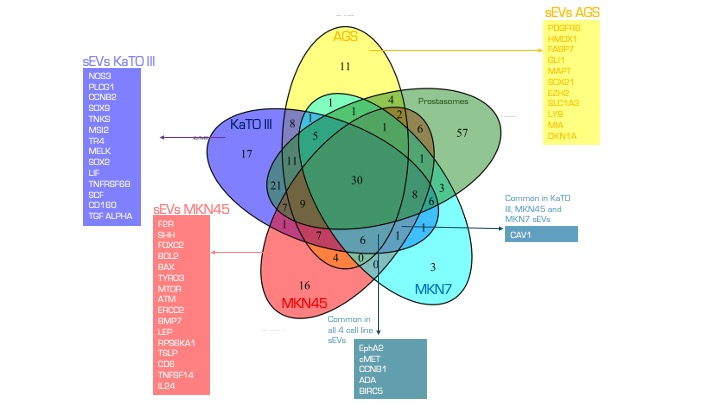 sEVs AGS
PDGFRB
HMOX1
FABP7
GLI1
MAPT
SOX21
EZH2
SLC1A3
LY9
MIA
DKN1A
AGS
11
sEVs KaTO III
NOS3
PLCG1
CCNB2
SOX9
TNKS
MSI2
TR4
MELK
SOX2
LIF
TNFRSF6B
SCF
CD160
TGF ALPHA
Prostasomes
KaTO III
1
4
8
1
1
2
57
5
1
6
17
11
1
30
21
3
8
6
7
9
1
7
6
1
1
4
0
0
3
16
MKN45
MKN7
sEVs MKN45
F2R
SHH
FOXC2
BCL2
BAX
TYRO3
MTOR
ATM
ERCC2
BMP7
LEP
RPS6KA1
TSLP
CD6
TNFSF14
IL24
Common in KaTO
III, MKN45 and
MKN7 sEVs
CAV1
Common in
all 4 cell line
sEVs
EphA2
cMET
CCNB1
ADA
BIRC5